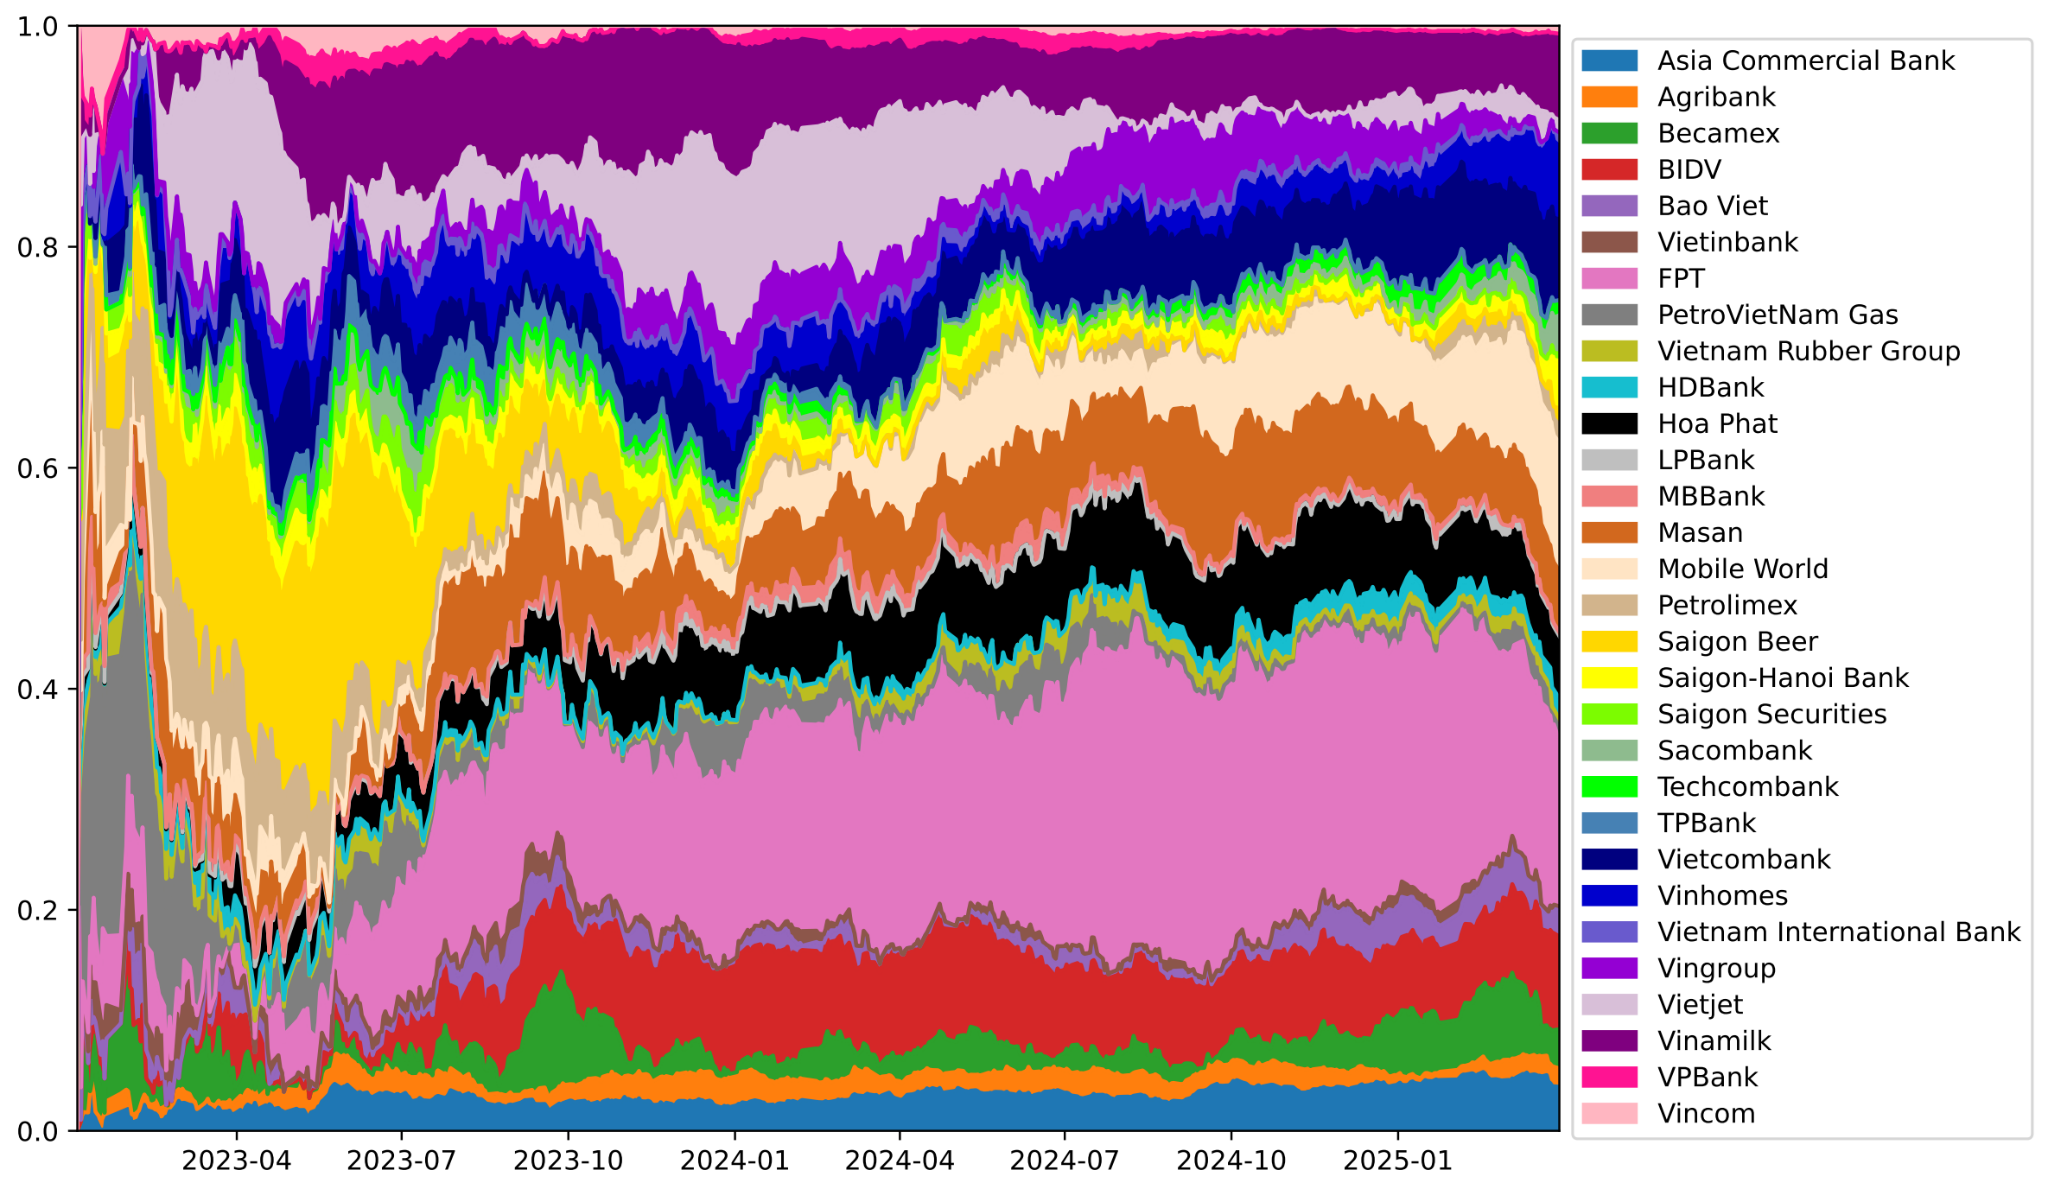 1.0
0.8
0.6
0.4
0.2
0.0
2023-04
2023-07
2023-10
2024-01
2024-04
2024-07
2024-10
2025-01
Asia Commercial Bank
Agribank
Becamex
BIDV
Bao Viet
Vietinbank
FPT
PetroVietNam Gas
Vietnam Rubber Group
HDBank
Hoa Phat
LPBank
MBBank
Masan
Mobile World
Petrolimex
Saigon Beer
Saigon-Hanoi Bank
Saigon Securities
Sacombank
Techcombank
TPBank
Vietcombank
Vinhomes
Vietnam International Bank
Vingroup
Vietjet
Vinamilk
VPBank
Vincom